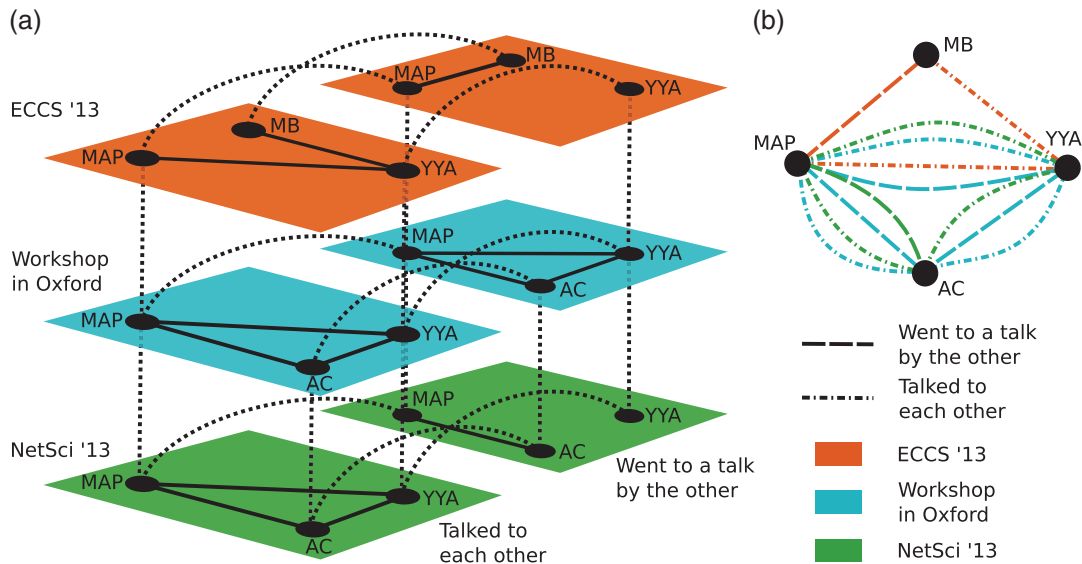 (a)
(b)
ECCS '13
MAP
MB
YYA
MAP
MB
YYA
Workshop
in Oxford
MAP
YYA
AC
MAP
YYA
AC
NetSci '13
MAP
AC
YYA
MAP
YYA
AC
Went to a talk
by the other
Talked to
each other
MB
MAP
YYA
AC
Went to a talk
by the other
Talked to
each other
ECCS '13
Workshop
in Oxford
NetSci '13